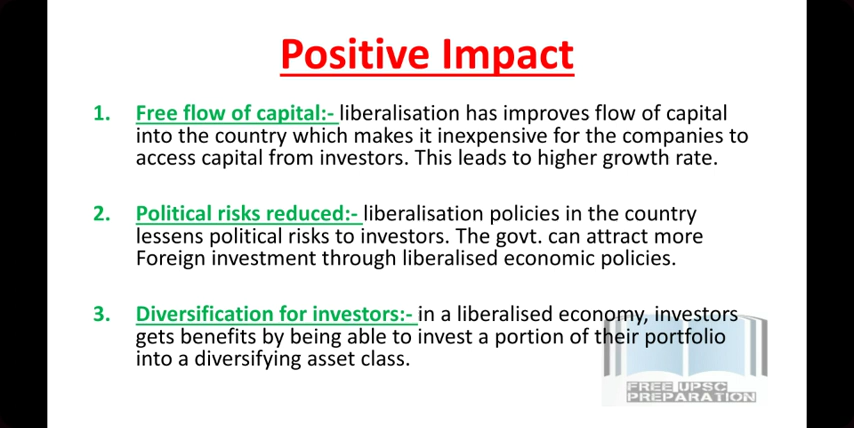 Positive Impact
1. Free flow of capital:- liberalisation has improves flow of capital
into the country which makes it inexpensive for the companies to
access capital from investors. This leads to higher growth rate.
2. Political risks reduced:- liberalisation policies in the country
lessens political risks to investors. The govt. can attract more
Foreign investment through liberalised economic policies.
3. Diversification for investors:- in a liberalised economy, investors
gets benefits by being able to invest a portion of their portfolio
into a diversifying asset class.
FREE UPSC
PREPARATION